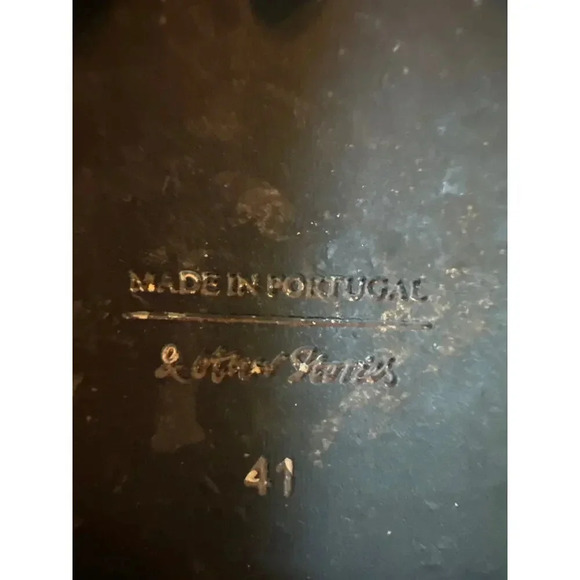 MADE IN PORTUGAL
& Other Stories
41